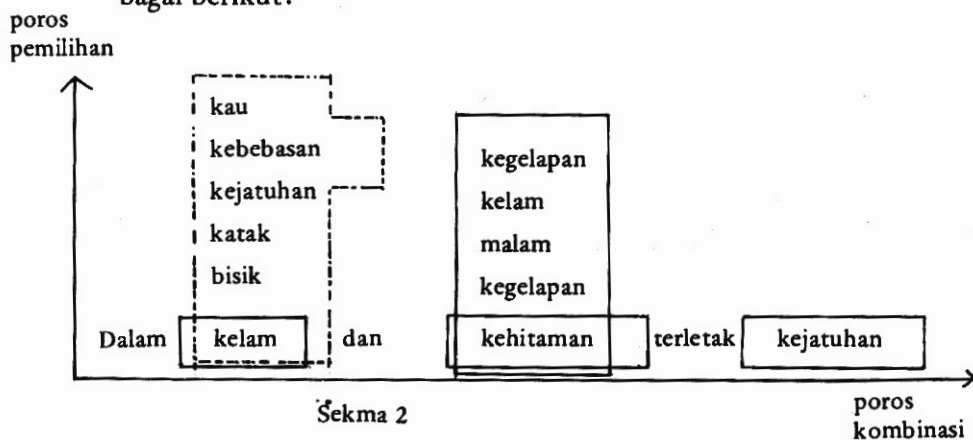 bagai berikut:
poros
pemilihan
kau
kebebasan
kejatuhan
katak
bisik
kegelapan
kelam
malam
kegelapan
Dalam kelam dan kehitaman terletak kejatuhan
Sekma 2
poros
kombinasi